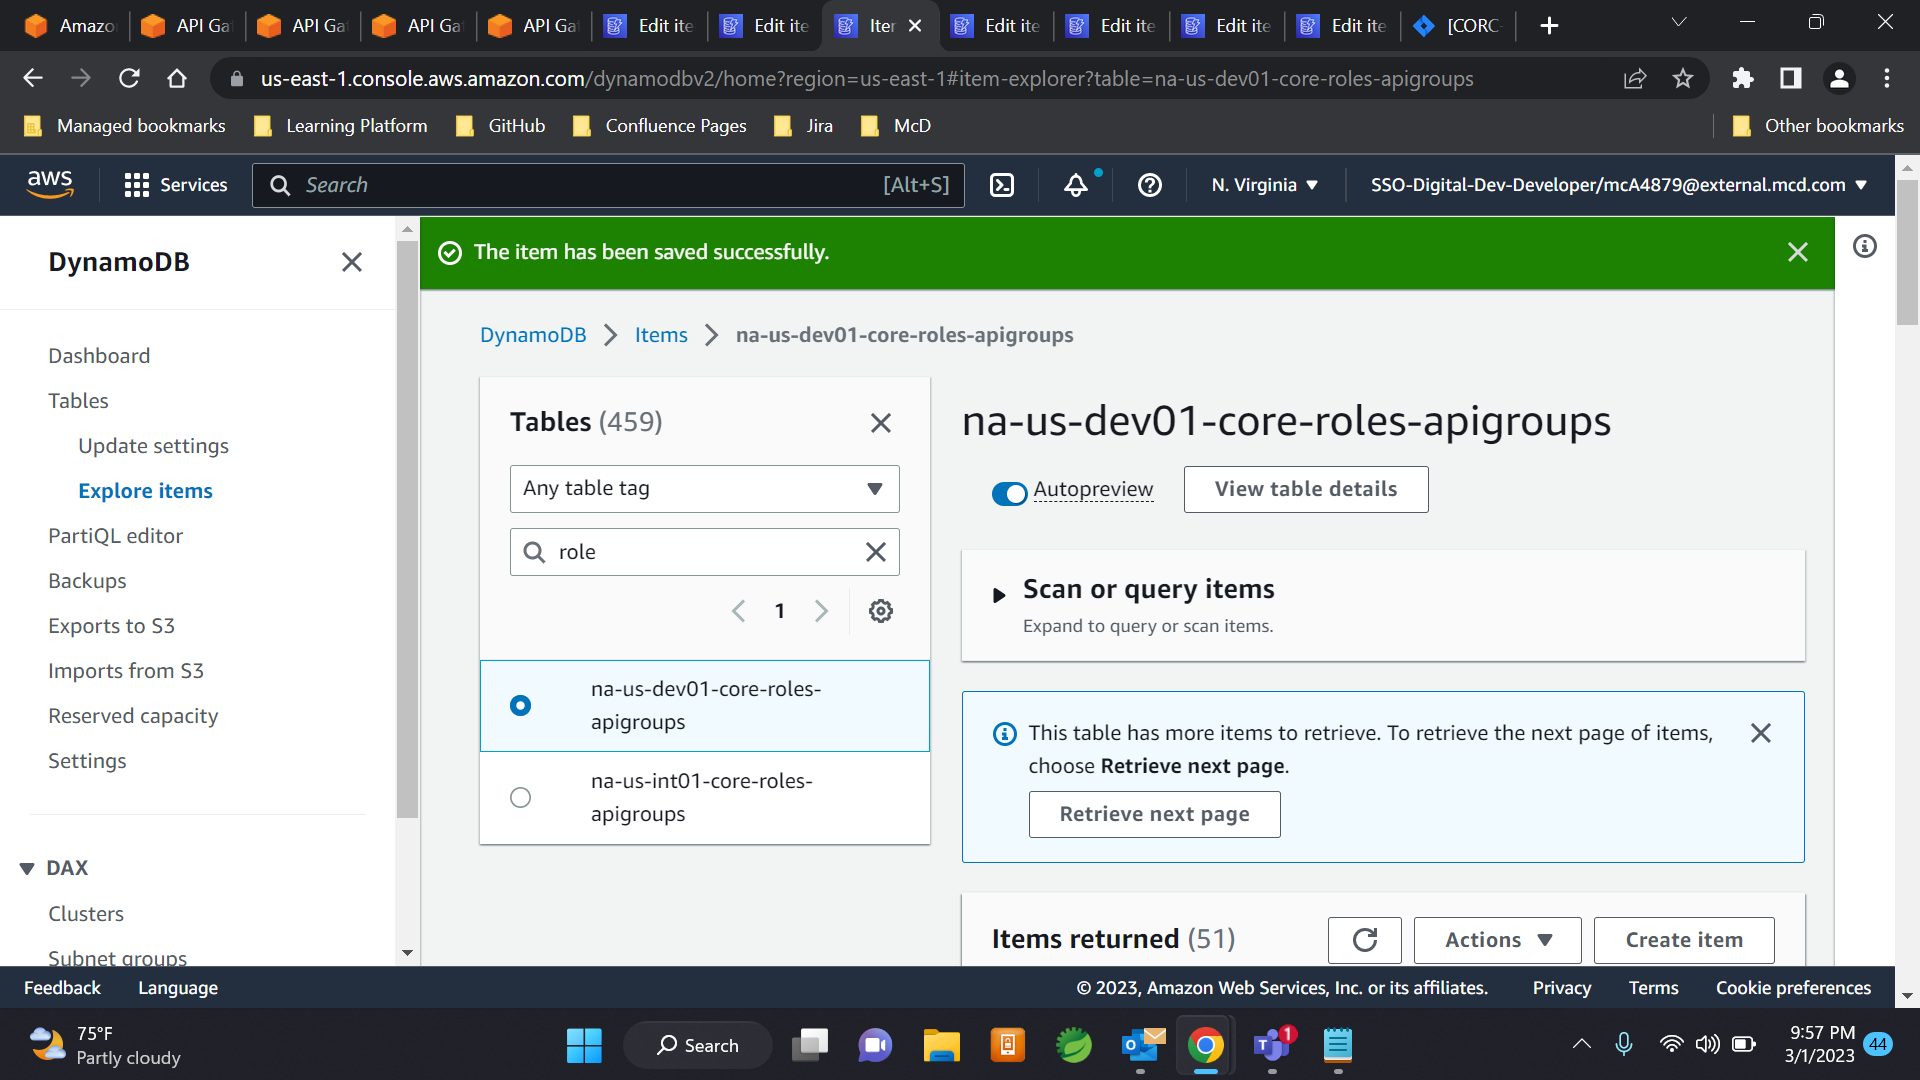 Amazo
API Ga
API Ga
API Ga
API Ga
Edit ite
Edit ite
Iter
Edit ite
Edit ite
Edit ite
Edit ite
[CORC-
us-east-1.console.aws.amazon.com/dynamodbv2/home?region=us-east-1#item-explorer?table=na-us-dev01-core-roles-apigroups
Managed bookmarks
Learning Platform
GitHub
Confluence Pages
Jira
McD
Other bookmarks
aws
Services
Search
[Alt+S]
N. Virginia
SSO-Digital-Dev-Developer/mcA4879@external.mcd.com
DynamoDB
Dashboard
Tables
Update settings
Explore items
PartiQL editor
Backups
Exports to S3
Imports from S3
Reserved capacity
Settings
DAX
Clusters
Subnet groups
The item has been saved successfully.
DynamoDB
Items
na-us-dev01-core-roles-apigroups
Tables (459)
Any table tag
role
1
na-us-dev01-core-roles-
apigroups
na-us-int01-core-roles-
apigroups
na-us-dev01-core-roles-apigroups
Autopreview
View table details
Scan or query items
Expand to query or scan items.
This table has more items to retrieve. To retrieve the next page of items,
choose Retrieve next page.
Retrieve next page
Items returned (51)
Actions
Create item
Feedback
Language
© 2023, Amazon Web Services, Inc. or its affiliates.
Privacy
Terms
Cookie preferences
75°F
Partly cloudy
Search
1
9:57 PM
3/1/2023
44